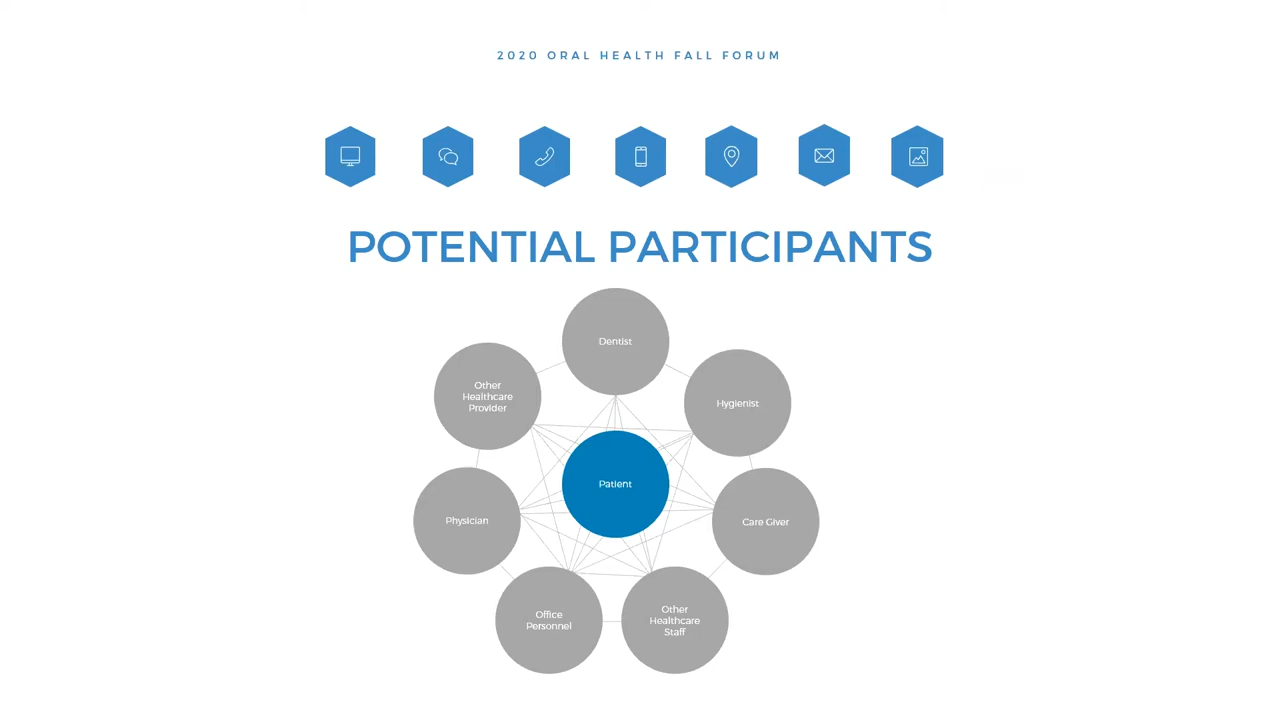 2020 ORAL HEALTH FALL FORUM
POTENTIAL PARTICIPANTS
Dentist
Other
Healthcare
Provider
Hygienist
Patient
Physician
Care Giver
Office
Personnel
Other
Healthcare
Staff